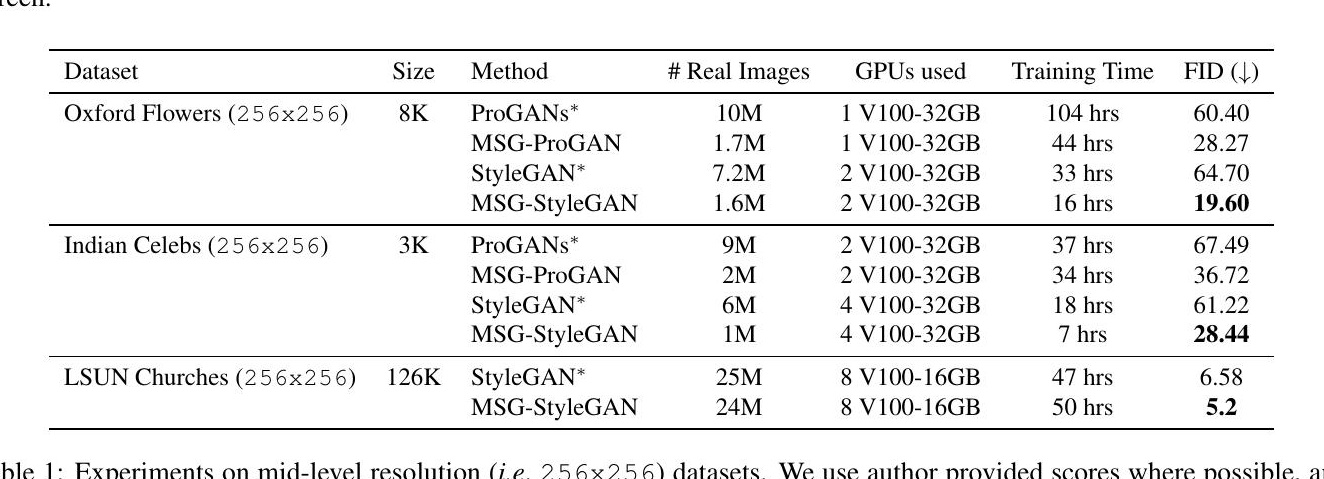 Dataset Size Method # Real Images GPUs used Training Time FID (↓)
Oxford Flowers (256x256) 8K ProGANs* 10M 1 V100-32GB 104 hrs 60.40
MSG-ProGAN 1.7M 1 V100-32GB 44 hrs 28.27
StyleGAN* 7.2M 2 V100-32GB 33 hrs 64.70
MSG-StyleGAN 1.6M 2 V100-32GB 16 hrs 19.60
Indian Celebs (256x256) 3K ProGANs* 9M 2 V100-32GB 37 hrs 67.49
MSG-ProGAN 2M 2 V100-32GB 34 hrs 36.72
StyleGAN* 6M 4 V100-32GB 18 hrs 61.22
MSG-StyleGAN 1M 4 V100-32GB 7 hrs 28.44
LSUN Churches (256x256) 126K StyleGAN* 25M 8 V100-16GB 47 hrs 6.58
MSG-StyleGAN 24M 8 V100-16GB 50 hrs 5.2
1: Experiments on mid-level resolution (i.e. 256x256) datasets. We use author provided scores where possible,